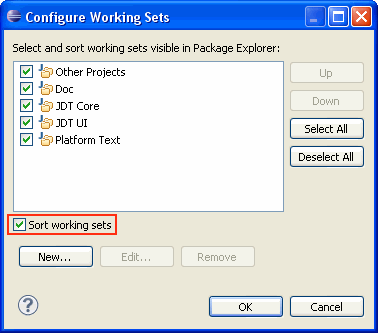 Configure Working Sets
Select and sort working sets visible in Package Explorer:
Other Projects
Doc
JDT Core
JDT UI
Platform Text
Up
Down
Select All
Deselect All
Sort working sets
New...
Edit...
Remove
?
OK
Cancel